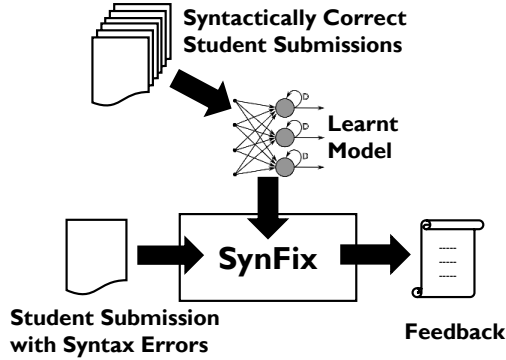 Syntactically Correct
Student Submissions
D
D
D
Learnt
Model
SynFix
Student Submission
with Syntax Errors
Feedback